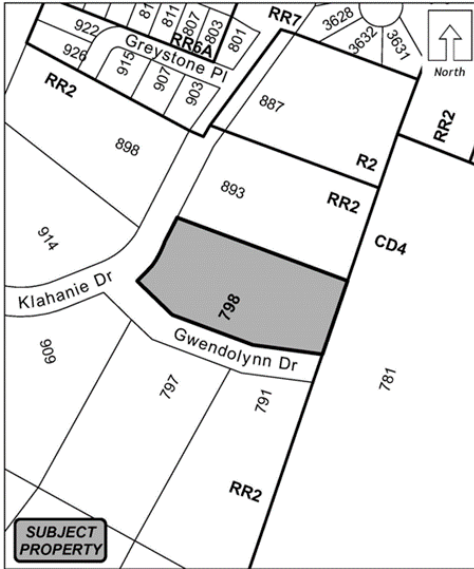 RR7
3628
3632
3631
North
922
926
811
807
803
801
RR6A
Greystone Pl
915
907
903
RR2
887
RR2
898
R2
893
RR2
CD4
914
Klahanie Dr
798
Gwendolynn Dr
909
797
791
781
RR2
SUBJECT
PROPERTY